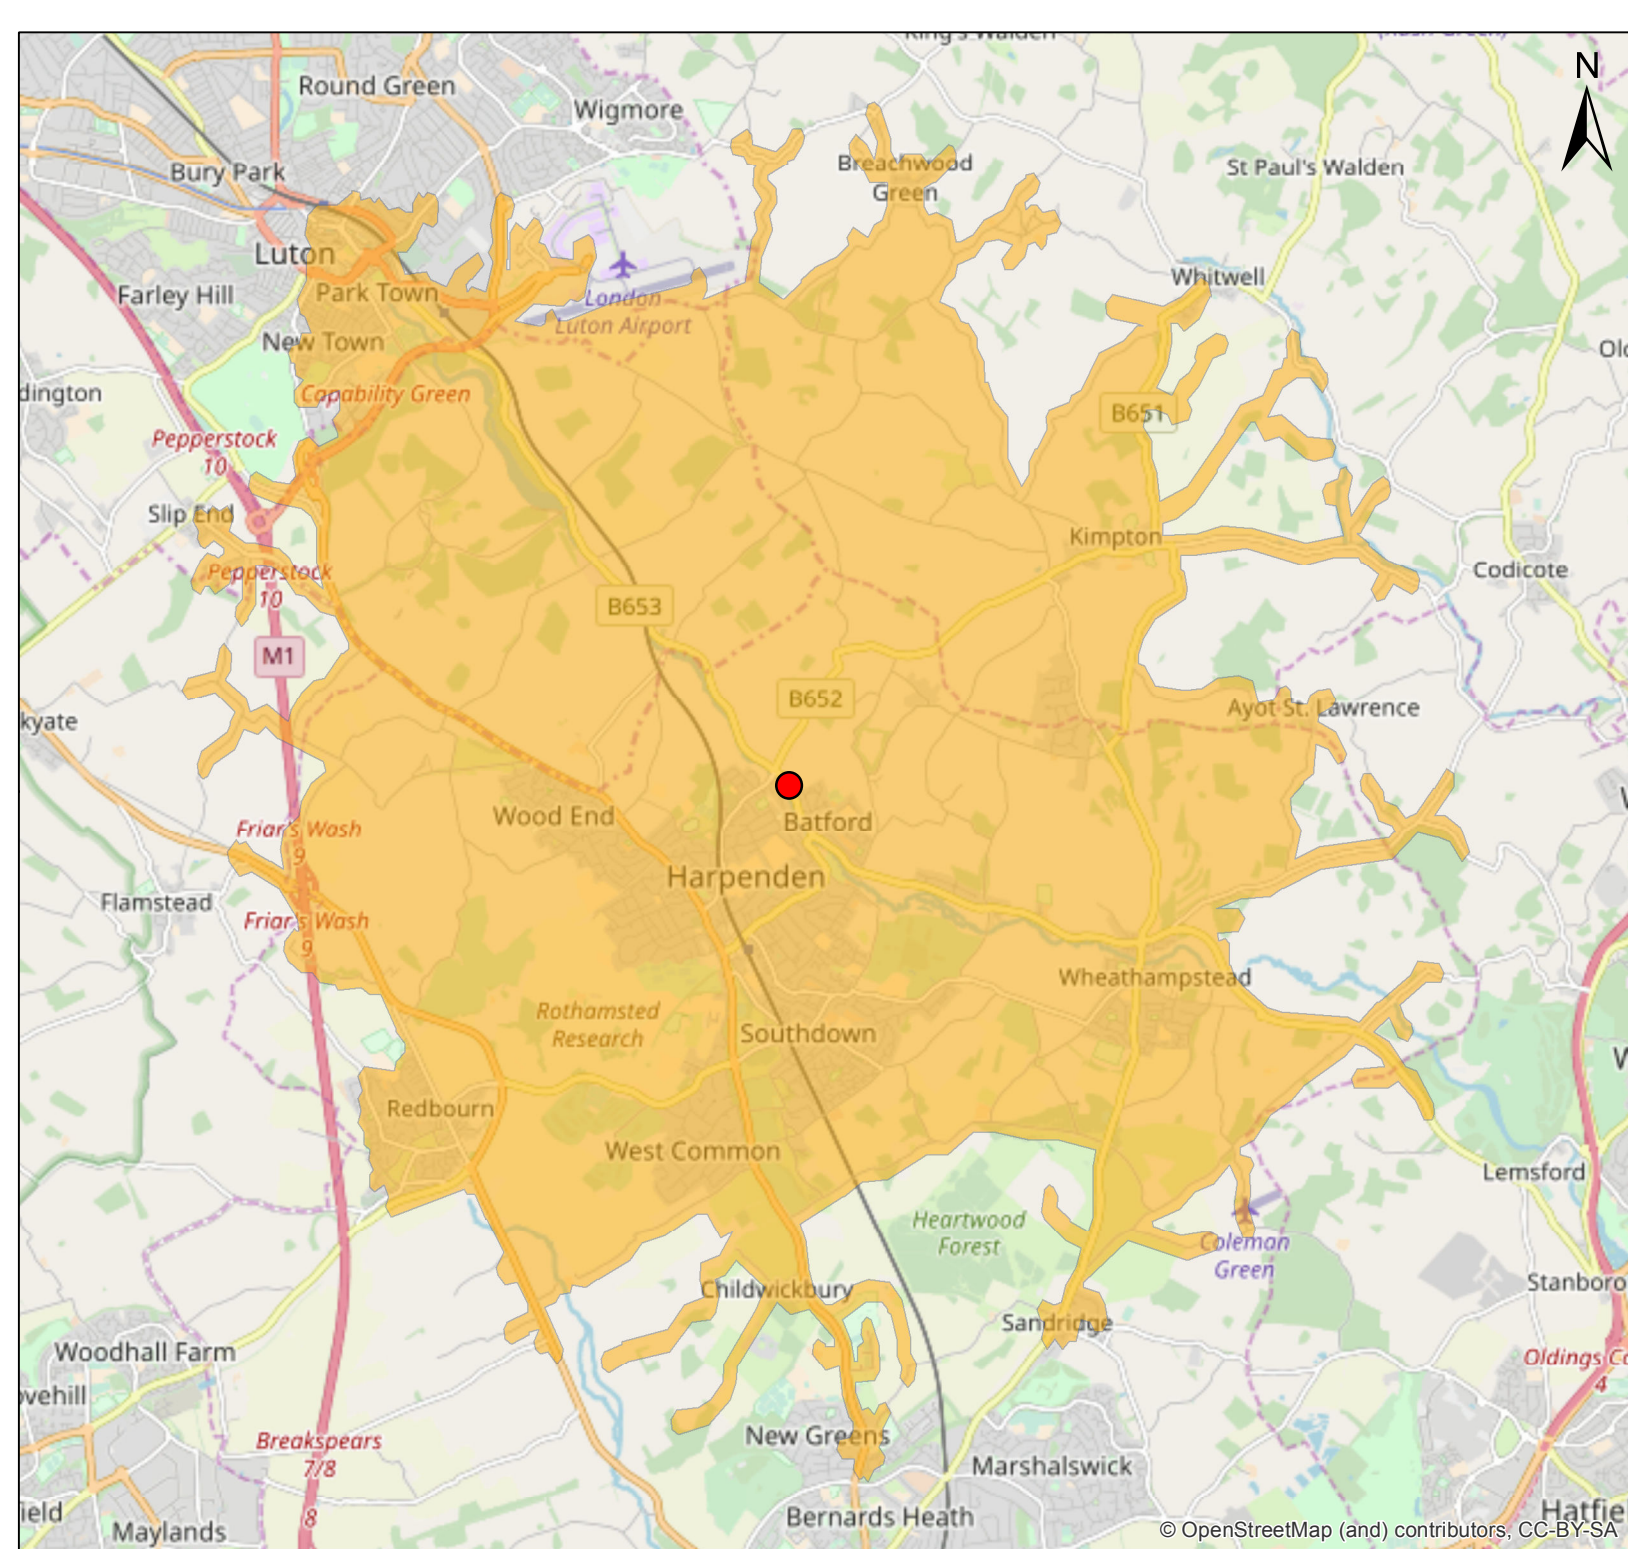 King's Walden
N
Round Green
Wigmore
Bury Park
Breachwood
Green
St Paul's Walden
Luton
Whitwell
Farley Hill
Park Town
London
Luton Airport
New Town
Capability Green
B651
Pepperstock
10
Slip End
Kimpton
Pepperstock
10
Codicote
B653
M1
B652
Ayot St. Lawrence
kyate
Wood End
Batford
Friar's Wash
9
Harpenden
Flamstead
Friar's Wash
9
Wheathampstead
Rothamsted
Research
Southdown
Redbourn
West Common
Lemsford
Heartwood
Forest
Coleman
Green
Childwickbury
Stanboro
Sandridge
Woodhall Farm
Oldings Co
4
ovehill
Breakspears
7/8
New Greens
Marshalswick
8
ield
Maylands
Bernards Heath
Hatfie
© OpenStreetMap (and) contributors, CC-BY-SA